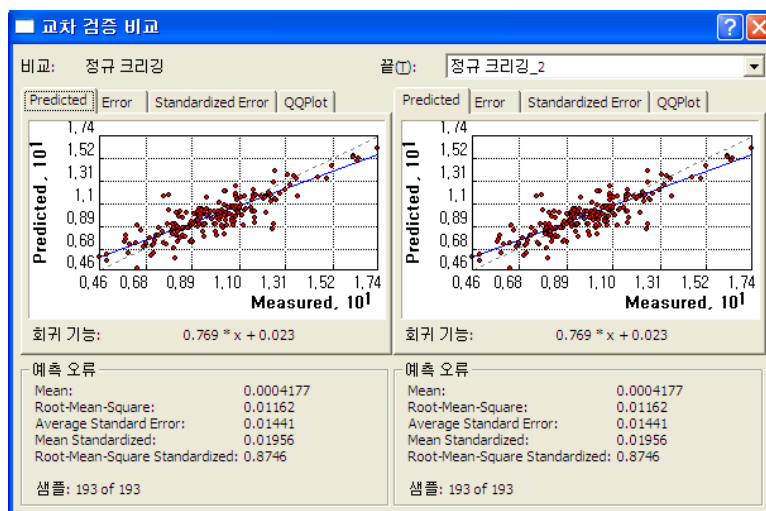 교차 검증 비교
비교: 정규 크리깅 끝(T): 정규 크리깅_2
Predicted Error Standardized Error QQPlot
1,74
1,52
1,31
1,1
0,89
0,68
0,46
Predicted, 10¹
0,46 0,68 0,89 1,10 1,31 1,52 1,74
Measured, 10¹
회귀 기능: 0.769 * x + 0.023
예측 오류
Mean: 0.0004177
Root-Mean-Square: 0.01162
Average Standard Error: 0.01441
Mean Standardized: 0.01956
Root-Mean-Square Standardized: 0.8746
샘플: 193 of 193
Predicted Error Standardized Error QQPlot
1,74
1,52
1,31
1,1
0,89
0,68
0,46
Predicted, 10¹
0,46 0,68 0,89 1,10 1,31 1,52 1,74
Measured, 10¹
회귀 기능: 0.769 * x + 0.023
예측 오류
Mean: 0.0004177
Root-Mean-Square: 0.01162
Average Standard Error: 0.01441
Mean Standardized: 0.01956
Root-Mean-Square Standardized: 0.8746
샘플: 193 of 193